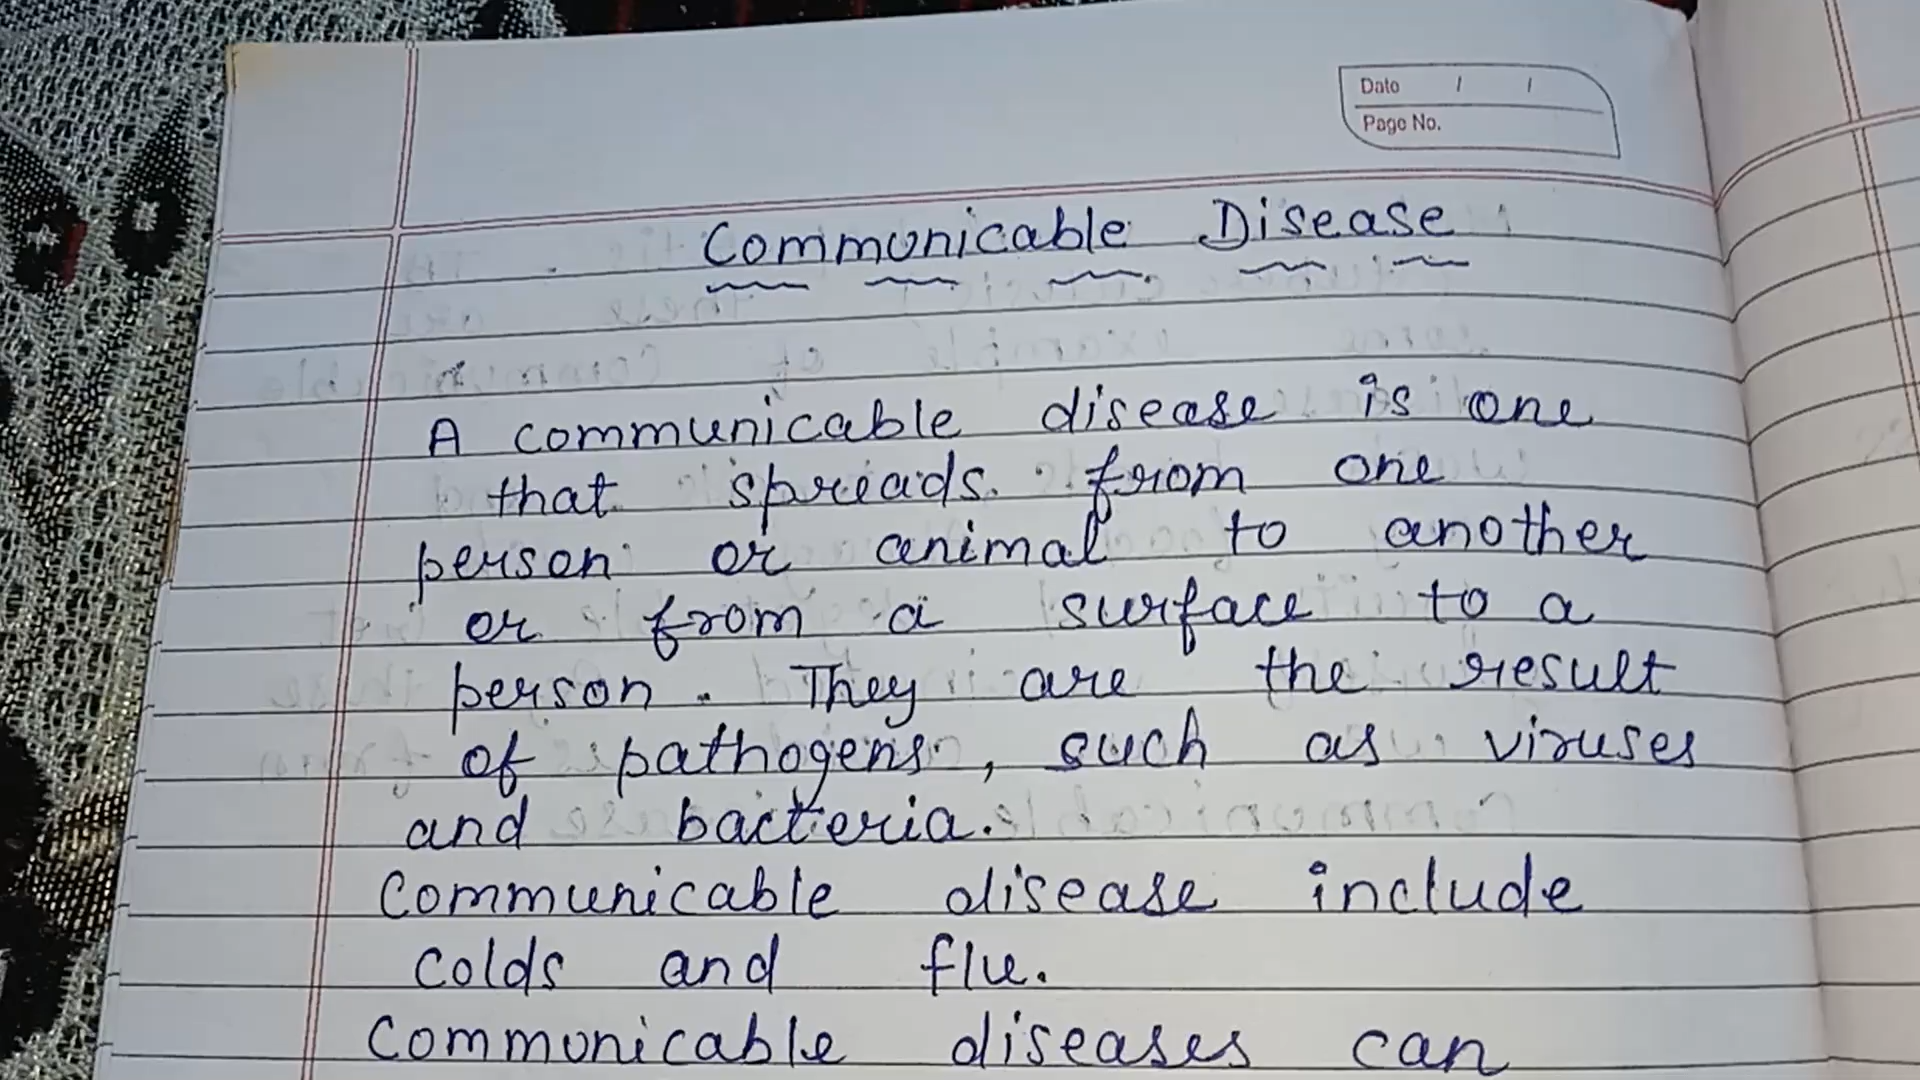 Date / /
Page No.
Communicable Disease
A communicable disease is one
that spreads from one
person or animal to another
or from a surface to a
person. They are the result
of pathogens, such as viruses
and bacteria.
Communicable disease include
colds and flu.
Communicable diseases can